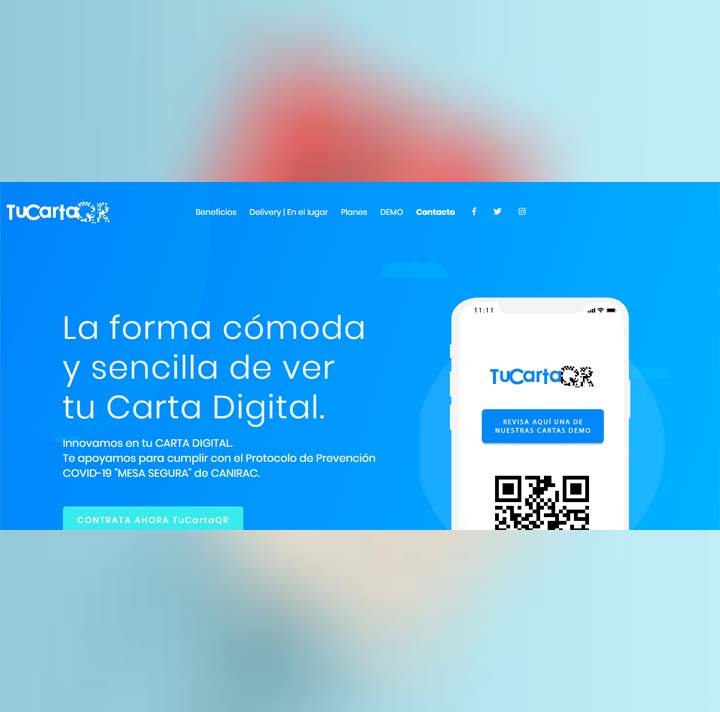 TuCartaQR
Beneficios
Delivery | En el lugar
Planes
DEMO
Contacto
La forma cómoda
y sencilla de ver
tu Carta Digital.
Innovamos en tu CARTA DIGITAL.
Te apoyamos para cumplir con el Protocolo de Prevención
COVID-19 "MESA SEGURA" de CANIRAC.
CONTRATA AHORA TuCartaQR
11:11
TuCartaQR
REVISA AQUÍ UNA DE
NUESTRAS CARTAS DEMO